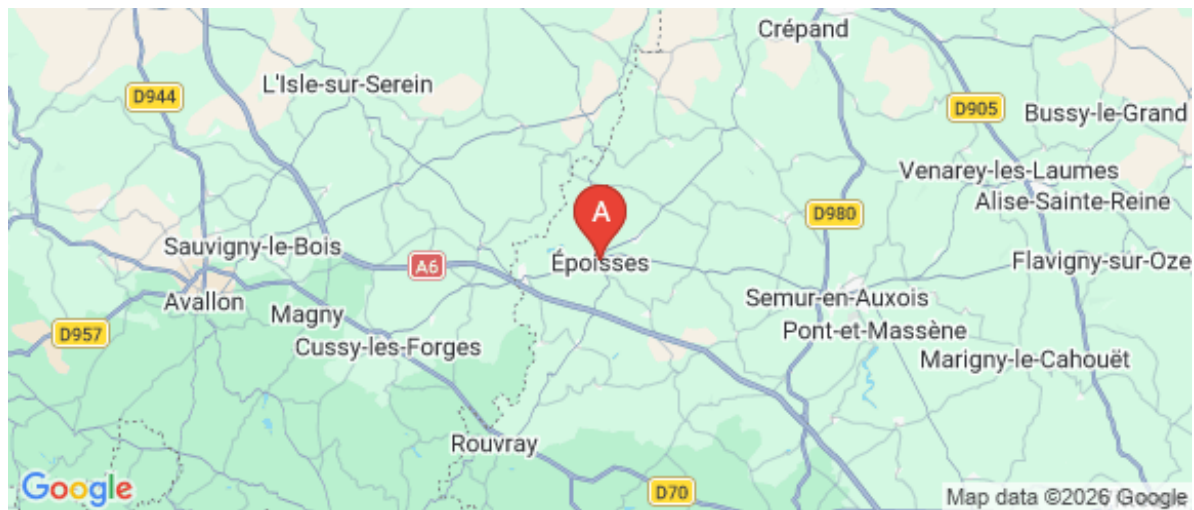 Crépand
L'Isle-sur-Serein
D944
D905
Bussy-le-Grand
Venarey-les-Laumes
Alise-Sainte-Reine
A
D980
Sauvigny-le-Bois
A6
Époisses
Flavigny-sur-Oze
Avallon
Magny
Semur-en-Auxois
D957
Cussy-les-Forges
Pont-et-Massène
Marigny-le-Cahouët
Rouvray
D70
Google
Map data ©2026 Google